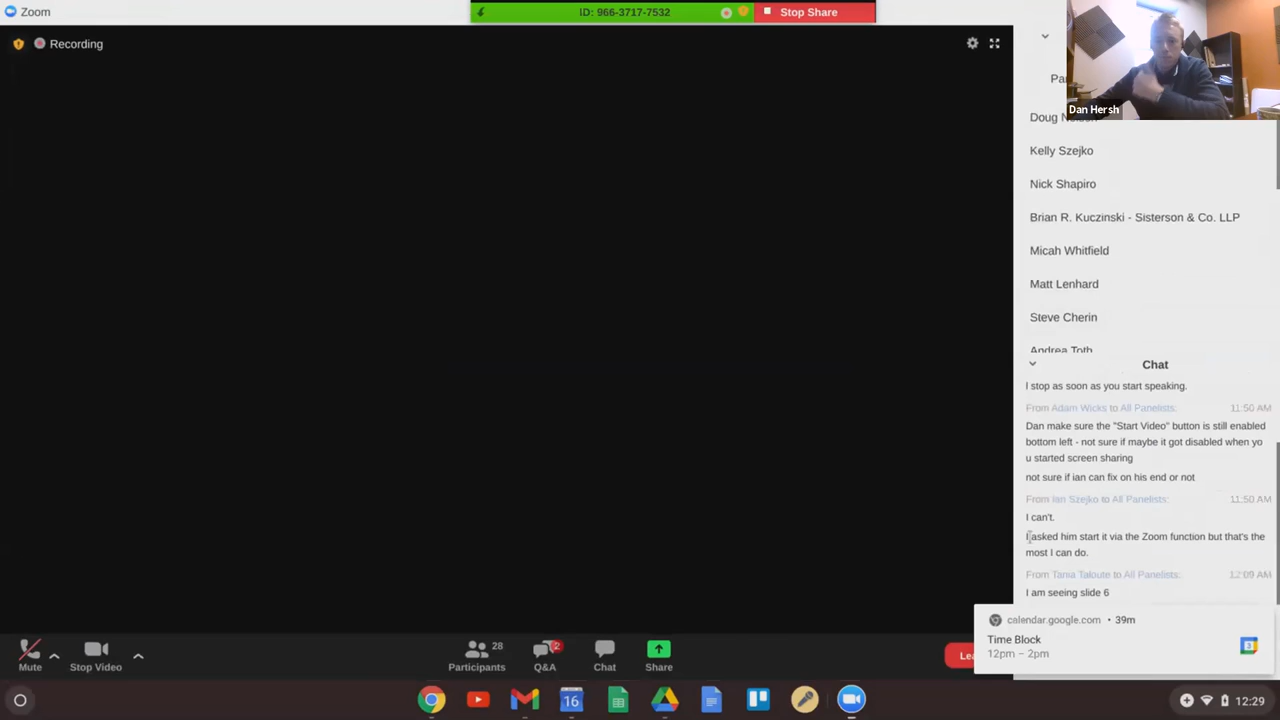 Zoom
ID: 966-3717-7532
Stop Share
Recording
Dan Hersh
Doug
Kelly Szejko
Nick Shapiro
Brian R. Kuczinski - Sisterson & Co. LLP
Micah Whitfield
Matt Lenhard
Steve Cherin
Andrea Toth
Chat
I stop as soon as you start speaking.
From Adam Wicks to All Panelists: 11:50 AM
Dan make sure the "Start Video" button is still enabled
bottom left - not sure if maybe it got disabled when yo
u started screen sharing
not sure if ian can fix on his end or not
From Ian Szejko to All Panelists: 11:50 AM
I can't.
I asked him start it via the Zoom function but that's the
most I can do.
From Tania Taloute to All Panelists: 12:09 AM
I am seeing slide 6
calendar.google.com • 39m
Time Block
12pm – 2pm
3
Mute
Stop Video
Participants
28
Q&A
2
Chat
Share
16
12:29